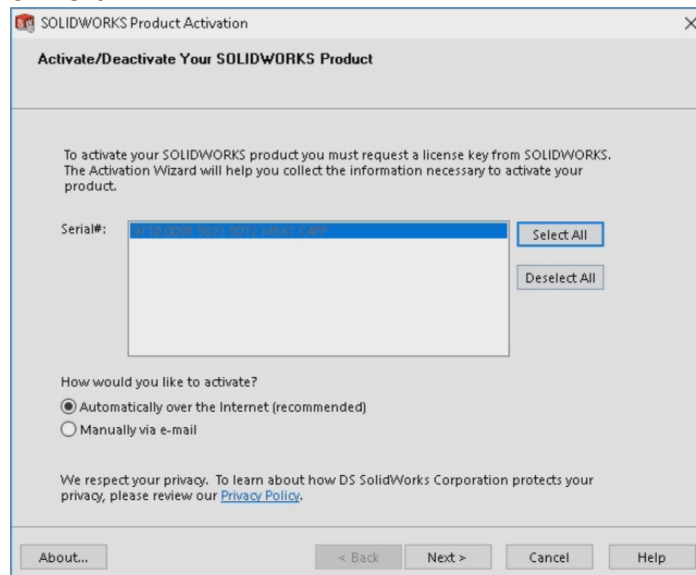 SOLIDWORKS Product Activation
Activate/Deactivate Your SOLIDWORKS Product
To activate your SOLIDWORKS product you must request a license key from SOLIDWORKS.
The Activation Wizard will help you collect the information necessary to activate your
product.
Serial#:
Select All
Deselect All
How would you like to activate?
Automatically over the Internet (recommended)
Manually via e-mail
We respect your privacy. To learn about how DS SolidWorks Corporation protects your
privacy, please review our Privacy Policy.
About...
< Back
Next >
Cancel
Help